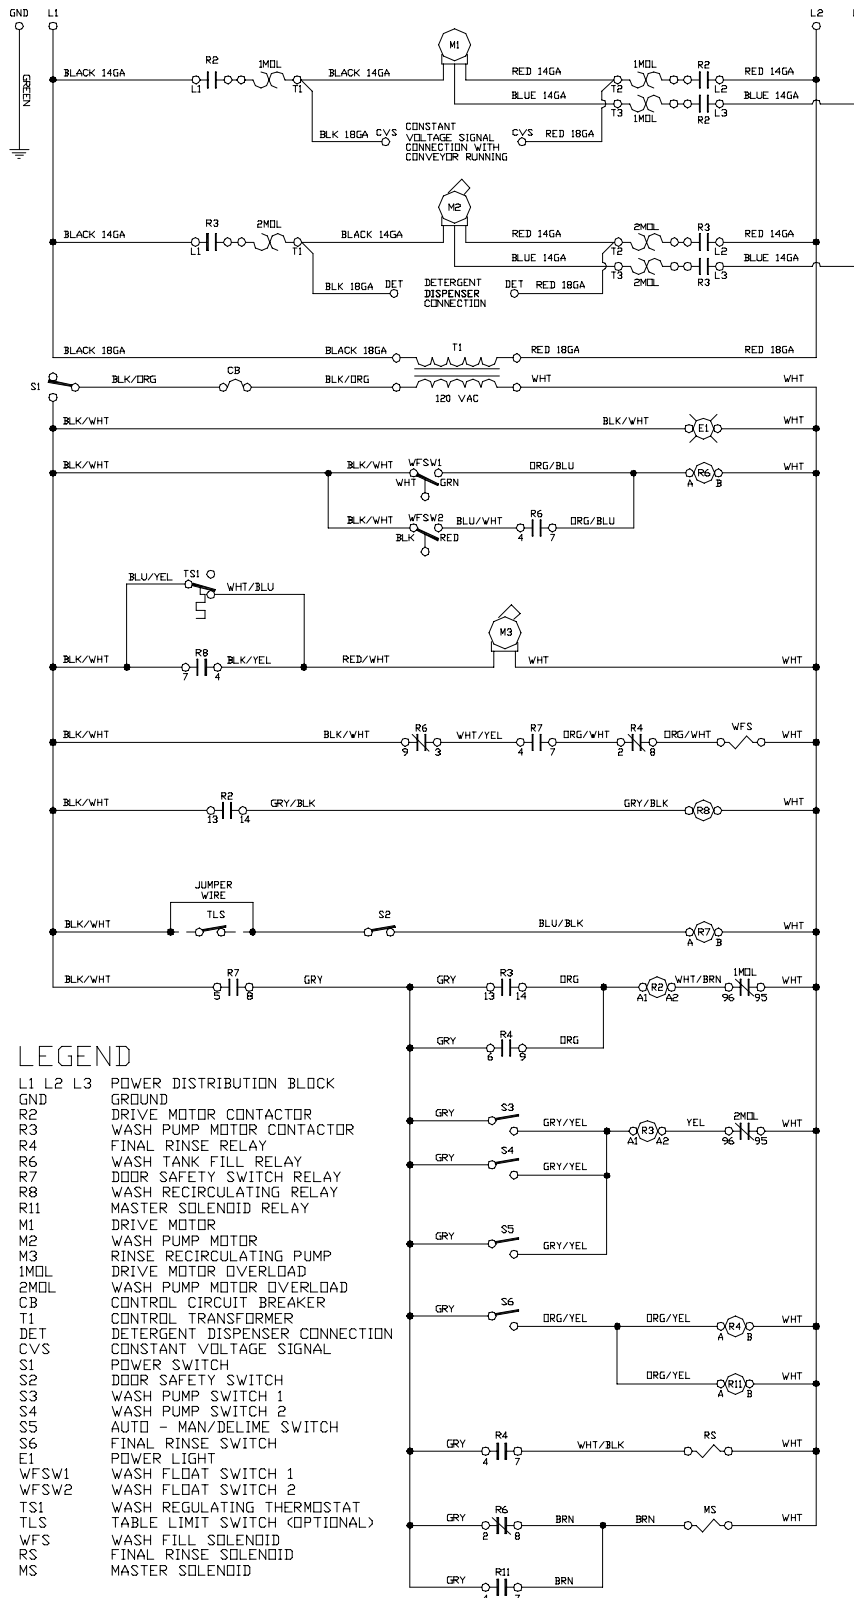 GND L1 L2
GREEN
R2 1MOL M1 1MOL R2
BLACK 14GA L1 T1 BLACK 14GA RED 14GA T2 L2 RED 14GA
BLUE 14GA T3 1MOL R2 L3 BLUE 14GA
BLK 18GA CVS CONSTANT CVS RED 18GA
VOLTAGE SIGNAL
CONNECTION WITH
CONVEYOR RUNNING
R3 2MOL M2 2MOL R3
BLACK 14GA L1 T1 BLACK 14GA RED 14GA T2 L2 RED 14GA
BLUE 14GA T3 2MOL R3 L3 BLUE 14GA
BLK 18GA DET DETERGENT DET RED 18GA
DISPENSER
CONNECTION
BLACK 18GA BLACK 18GA T1 RED 18GA RED 18GA
S1 BLK/ORG CB BLK/ORG WHT WHT
120 VAC
BLK/WHT BLK/WHT E1 WHT
BLK/WHT BLK/WHT WFSW1 ORG/BLU R6 WHT
WHT GRN A B
BLK/WHT WFSW2 BLU/WHT R6 ORG/BLU
BLK RED 4 7
BLU/YEL TS1 WHT/BLU
M3
BLK/WHT R8 BLK/YEL RED/WHT WHT WHT
7 4
BLK/WHT BLK/WHT R6 WHT/YEL R7 ORG/WHT R4 ORG/WHT WFS WHT
9 3 4 7 2 8
BLK/WHT R2 GRY/BLK GRY/BLK R8 WHT
13 14
JUMPER
WIRE
BLK/WHT TLS S2 BLU/BLK R7 WHT
A B
BLK/WHT R7 GRY GRY R3 ORG R2 WHT/BRN 1MOL WHT
5 8 13 14 A1 A2 96 95
GRY R4 ORG
6 9
GRY S3 GRY/YEL R3 YEL 2MOL WHT
A1 A2 96 95
GRY S4 GRY/YEL
GRY S5 GRY/YEL
GRY S6 ORG/YEL ORG/YEL R4 WHT
A B
ORG/YEL R11 WHT
A B
GRY R4 WHT/BLK RS WHT
4 7
GRY R6 BRN BRN MS WHT
2 8
GRY R11 BRN
LEGEND
L1 L2 L3 POWER DISTRIBUTION BLOCK
GND GROUND
R2 DRIVE MOTOR CONTACTOR
R3 WASH PUMP MOTOR CONTACTOR
R4 FINAL RINSE RELAY
R6 WASH TANK FILL RELAY
R7 DOOR SAFETY SWITCH RELAY
R8 WASH RECIRCULATING RELAY
R11 MASTER SOLENOID RELAY
M1 DRIVE MOTOR
M2 WASH PUMP MOTOR
M3 RINSE RECIRCULATING PUMP
1MOL DRIVE MOTOR OVERLOAD
2MOL WASH PUMP MOTOR OVERLOAD
CB CONTROL CIRCUIT BREAKER
T1 CONTROL TRANSFORMER
DET DETERGENT DISPENSER CONNECTION
CVS CONSTANT VOLTAGE SIGNAL
S1 POWER SWITCH
S2 DOOR SAFETY SWITCH
S3 WASH PUMP SWITCH 1
S4 WASH PUMP SWITCH 2
S5 AUTO - MAN/DELIME SWITCH
S6 FINAL RINSE SWITCH
E1 POWER LIGHT
WFSW1 WASH FLOAT SWITCH 1
WFSW2 WASH FLOAT SWITCH 2
TS1 WASH REGULATING THERMOSTAT
TLS TABLE LIMIT SWITCH (OPTIONAL)
WFS WASH FILL SOLENOID
RS FINAL RINSE SOLENOID
MS MASTER SOLENOID